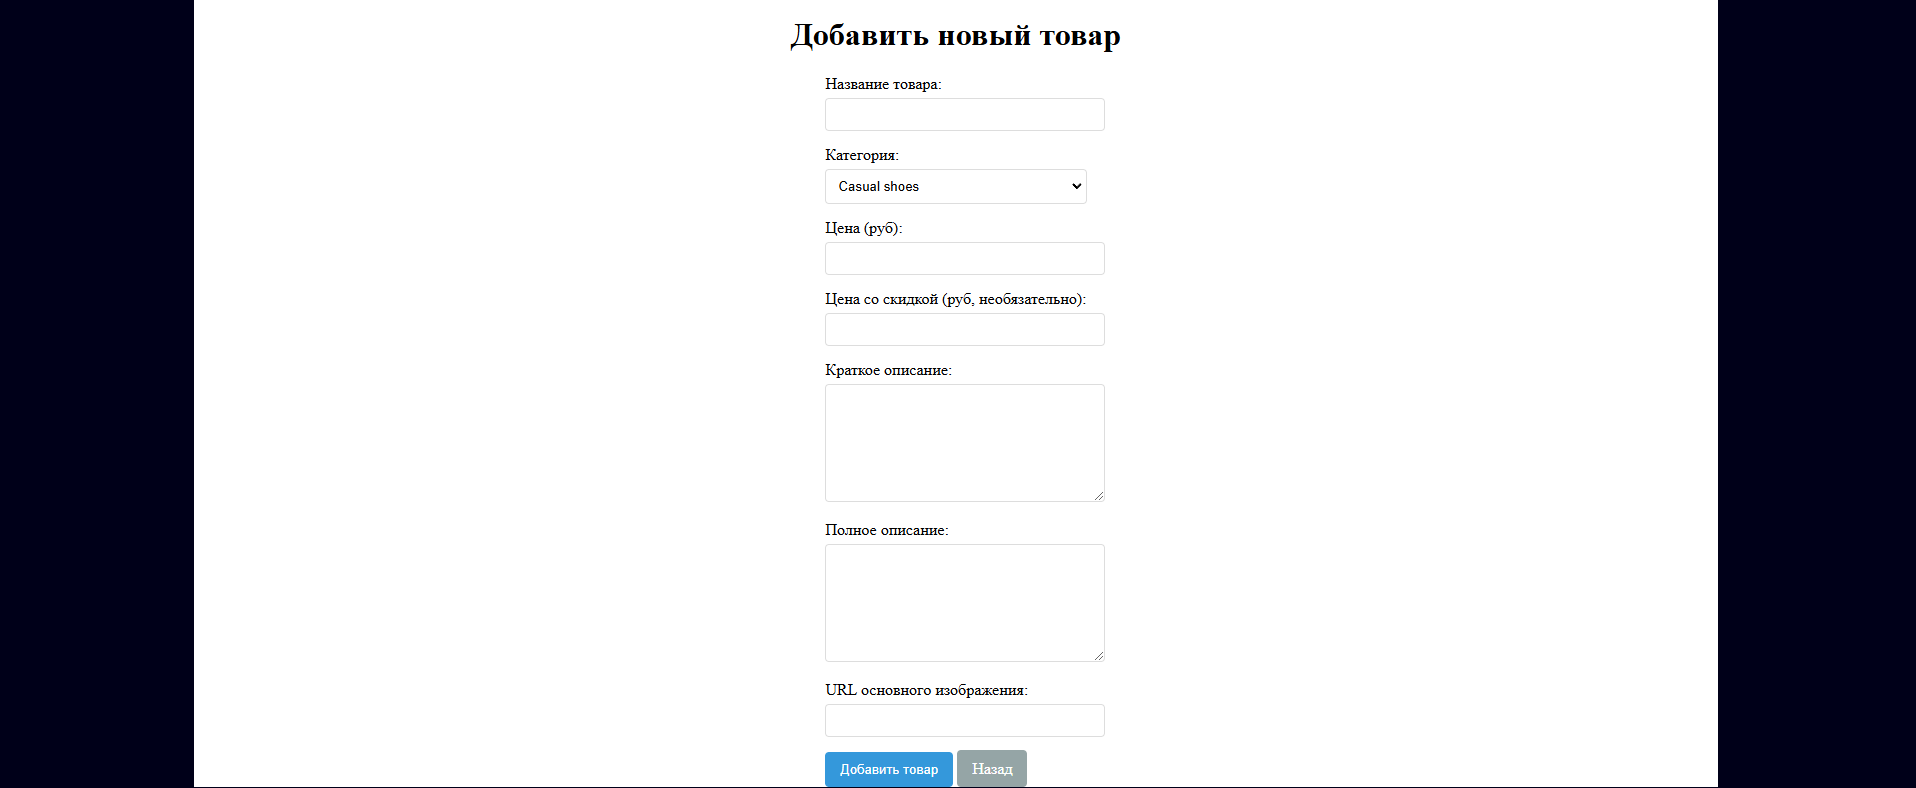 Добавить новый товар
Название товара:
Категория:
Casual shoes
Цена (руб):
Цена со скидкой (руб, необязательно):
Краткое описание:
Полное описание:
URL основного изображения:
Добавить товар Назад